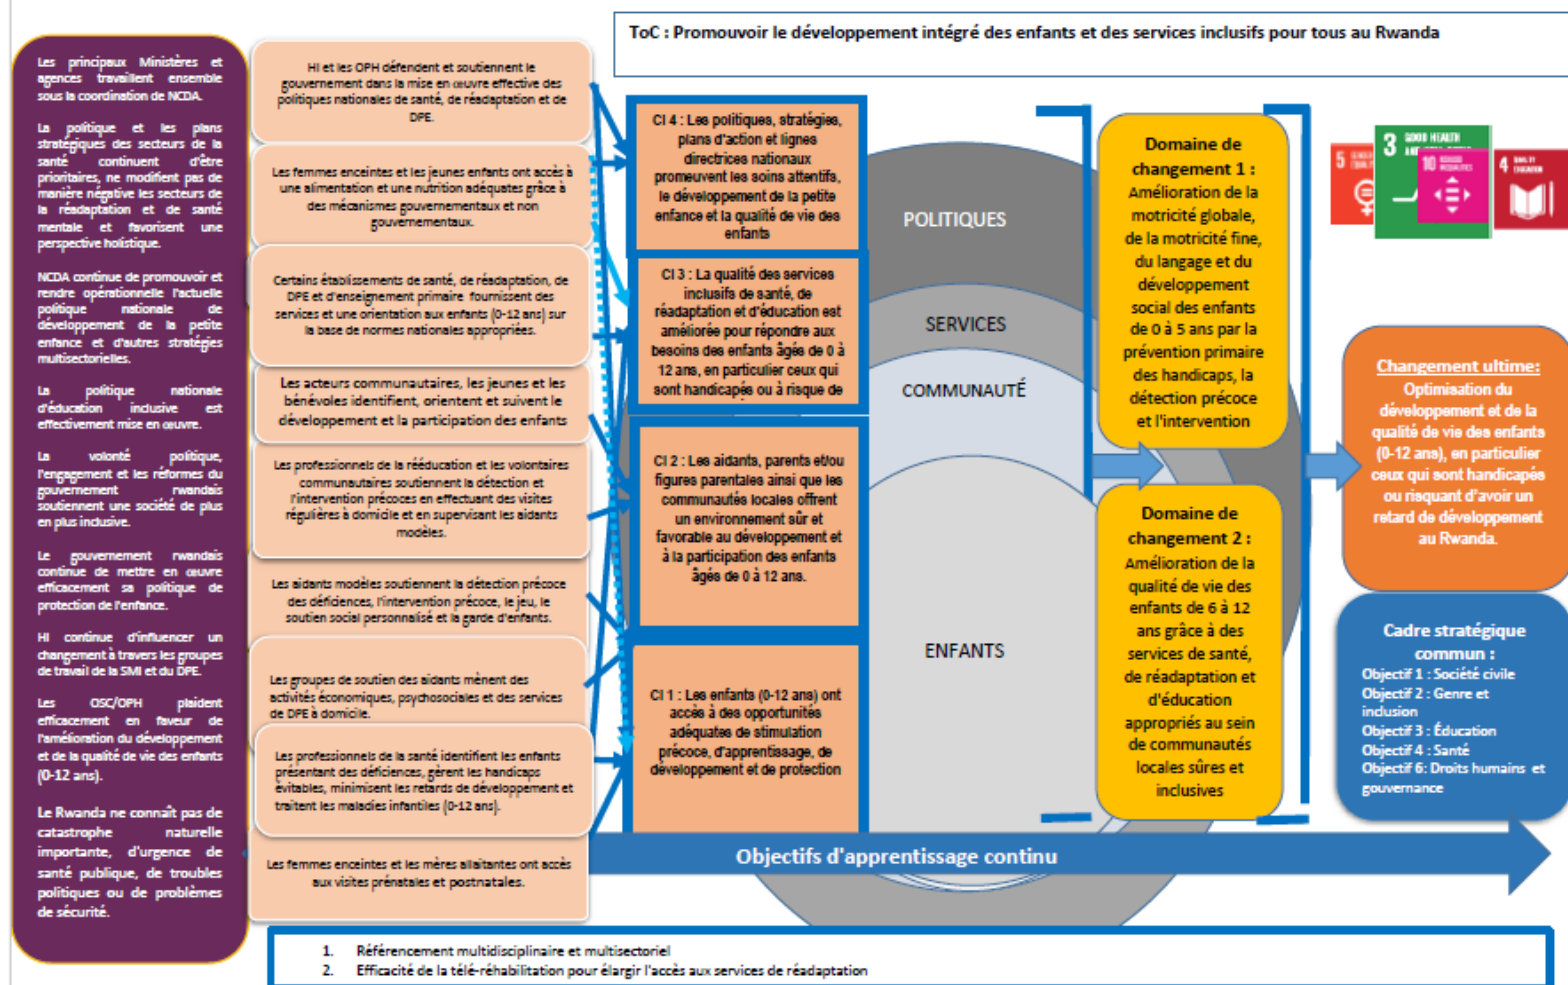 ToC : Promouvoir le développement intégré des enfants et des services inclusifs pour tous au Rwanda
Les principaux Ministères et
agences travaillent ensemble
sous la coordination de NCDA.
La politique et les plans
stratégiques des secteurs de la
santé continuent d'être
prioritaires, ne modifient pas de
manière négative les secteurs de
la réadaptation et de santé
mentale et favorisent une
perspective holistique.
NCDA continue de promouvoir et
rendre opérationnelle l'actuelle
politique nationale de
développement de la petite
enfance et d'autres stratégies
multisectorielles.
La politique nationale
d'éducation inclusive est
effectivement mise en œuvre.
La volonté politique,
l'engagement et les réformes du
gouvernement rwandais
soutiennent une société de plus
en plus inclusive.
Le gouvernement rwandais
continue de mettre en œuvre
efficacement sa politique de
protection de l'enfance.
HI continue d'influencer un
changement à travers les groupes
de travail de la SMI et du DPE.
Les OSC/OPH plaident
efficacement en faveur de
l'amélioration du développement
et de la qualité de vie des enfants
(0-12 ans).
Le Rwanda ne connaît pas de
catastrophe naturelle
importante, d'urgence de
santé publique, de troubles
politiques ou de problèmes
de sécurité.
HI et les OPH défendent et soutiennent le
gouvernement dans la mise en œuvre effective des
politiques nationales de santé, de réadaptation et de
DPE.
Les femmes enceintes et les jeunes enfants ont accès à
une alimentation et une nutrition adéquates grâce à
des mécanismes gouvernementaux et non
gouvernementaux.
Certains établissements de santé, de réadaptation, de
DPE et d'enseignement primaire fournissent des
services et une orientation aux enfants (0-12 ans) sur
la base de normes nationales appropriées.
Les acteurs communautaires, les jeunes et les
bénévoles identifient, orientent et suivent le
développement et la participation des enfants
Les professionnels de la rééducation et les volontaires
communautaires soutiennent la détection et
l'intervention précoces en effectuant des visites
régulières à domicile et en supervisant les aidants
modèles.
Les aidants modèles soutiennent la détection précoce
des déficiences, l'intervention précoce, le jeu, le
soutien social personnalisé et la garde d'enfants.
Les groupes de soutien des aidants mènent des
activités économiques, psychosociales et des services
de DPE à domicile.
Les professionnels de la santé identifient les enfants
présentant des déficiences, gèrent les handicaps
évitables, minimisent les retards de développement et
traitent les maladies infantiles (0-12 ans).
Les femmes enceintes et les mères allaitantes ont accès
aux visites prénatales et postnatales.
CI 4 : Les politiques, stratégies,
plans d'action et lignes
directrices nationaux
promeuvent les soins attentifs,
le développement de la petite
enfance et la qualité de vie des
enfants
CI 3 : La qualité des services
inclusifs de santé, de
réadaptation et d'éducation est
améliorée pour répondre aux
besoins des enfants âgés de 0 à
12 ans, en particulier ceux qui
sont handicapés ou à risque de
CI 2 : Les aidants, parents et/ou
figures parentales ainsi que les
communautés locales offrent
un environnement sûr et
favorable au développement et
à la participation des enfants
âgés de 0 à 12 ans.
CI 1 : Les enfants (0-12 ans) ont
accès à des opportunités
adéquates de stimulation
précoce, d'apprentissage, de
développement et de protection
POLITIQUES
SERVICES
COMMUNAUTÉ
ENFANTS
Domaine de
changement 1 :
Amélioration de la
motricité globale,
de la motricité fine,
du langage et du
développement
social des enfants
de 0 à 5 ans par la
prévention primaire
des handicaps, la
détection précoce
et l'intervention
Domaine de
changement 2 :
Amélioration de la
qualité de vie des
enfants de 6 à 12
ans grâce à des
services de santé,
de réadaptation et
d'éducation
appropriés au sein
de communautés
locales sûres et
inclusives
5
3 GOOD HEALTH
10
4
Changement ultime:
Optimisation du
développement et de la
qualité de vie des enfants
(0-12 ans), en particulier
ceux qui sont handicapés
ou risquant d'avoir un
retard de développement
au Rwanda.
Cadre stratégique
commun :
Objectif 1 : Société civile
Objectif 2 : Genre et
inclusion
Objectif 3 : Éducation
Objectif 4 : Santé
Objectif 6: Droits humains et
gouvernance
Objectifs d'apprentissage continu
1. Référencement multidisciplinaire et multisectoriel
2. Efficacité de la télé-réhabilitation pour élargir l'accès aux services de réadaptation